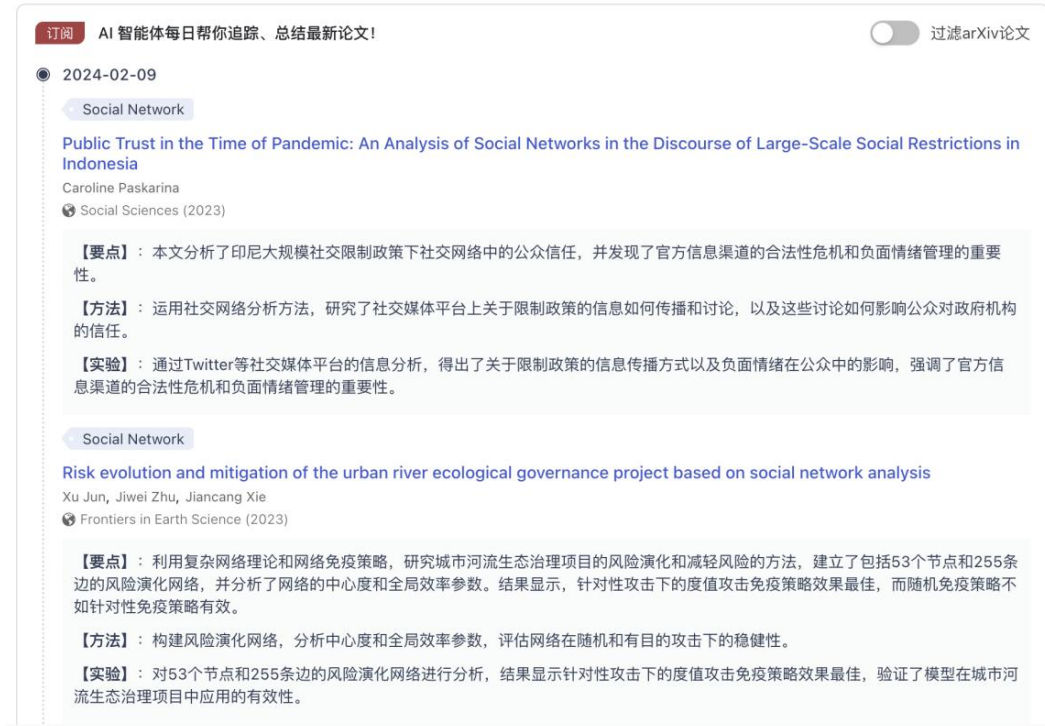 订阅 AI 智能体每日帮你追踪、总结最新论文！ 过滤arXiv论文
2024-02-09
Social Network
Public Trust in the Time of Pandemic: An Analysis of Social Networks in the Discourse of Large-Scale Social Restrictions in
Indonesia
Caroline Paskarina
Social Sciences (2023)
【要点】：本文分析了印尼大规模社交限制政策下社交网络中的公众信任，并发现了官方信息渠道的合法性危机和负面情绪管理的重要
性。
【方法】：运用社交网络分析方法，研究了社交媒体平台上关于限制政策的信息如何传播和讨论，以及这些讨论如何影响公众对政府机构
的信任。
【实验】：通过Twitter等社交媒体平台的信息分析，得出了关于限制政策的信息传播方式以及负面情绪在公众中的影响，强调了官方信
息渠道的合法性危机和负面情绪管理的重要性。
Social Network
Risk evolution and mitigation of the urban river ecological governance project based on social network analysis
Xu Jun, Jiwei Zhu, Jiancang Xie
Frontiers in Earth Science (2023)
【要点】：利用复杂网络理论和网络免疫策略，研究城市河流生态治理项目的风险演化和减轻风险的方法，建立了包括53个节点和255条
边的风险演化网络，并分析了网络的中心度和全局效率参数。结果显示，针对性攻击下的度值攻击免疫策略效果最佳，而随机免疫策略不
如针对性免疫策略有效。
【方法】：构建风险演化网络，分析中心度和全局效率参数，评估网络在随机和有目的攻击下的稳健性。
【实验】：对53个节点和255条边的风险演化网络进行分析，结果显示针对性攻击下的度值攻击免疫策略效果最佳，验证了模型在城市河
流生态治理项目中应用的有效性。